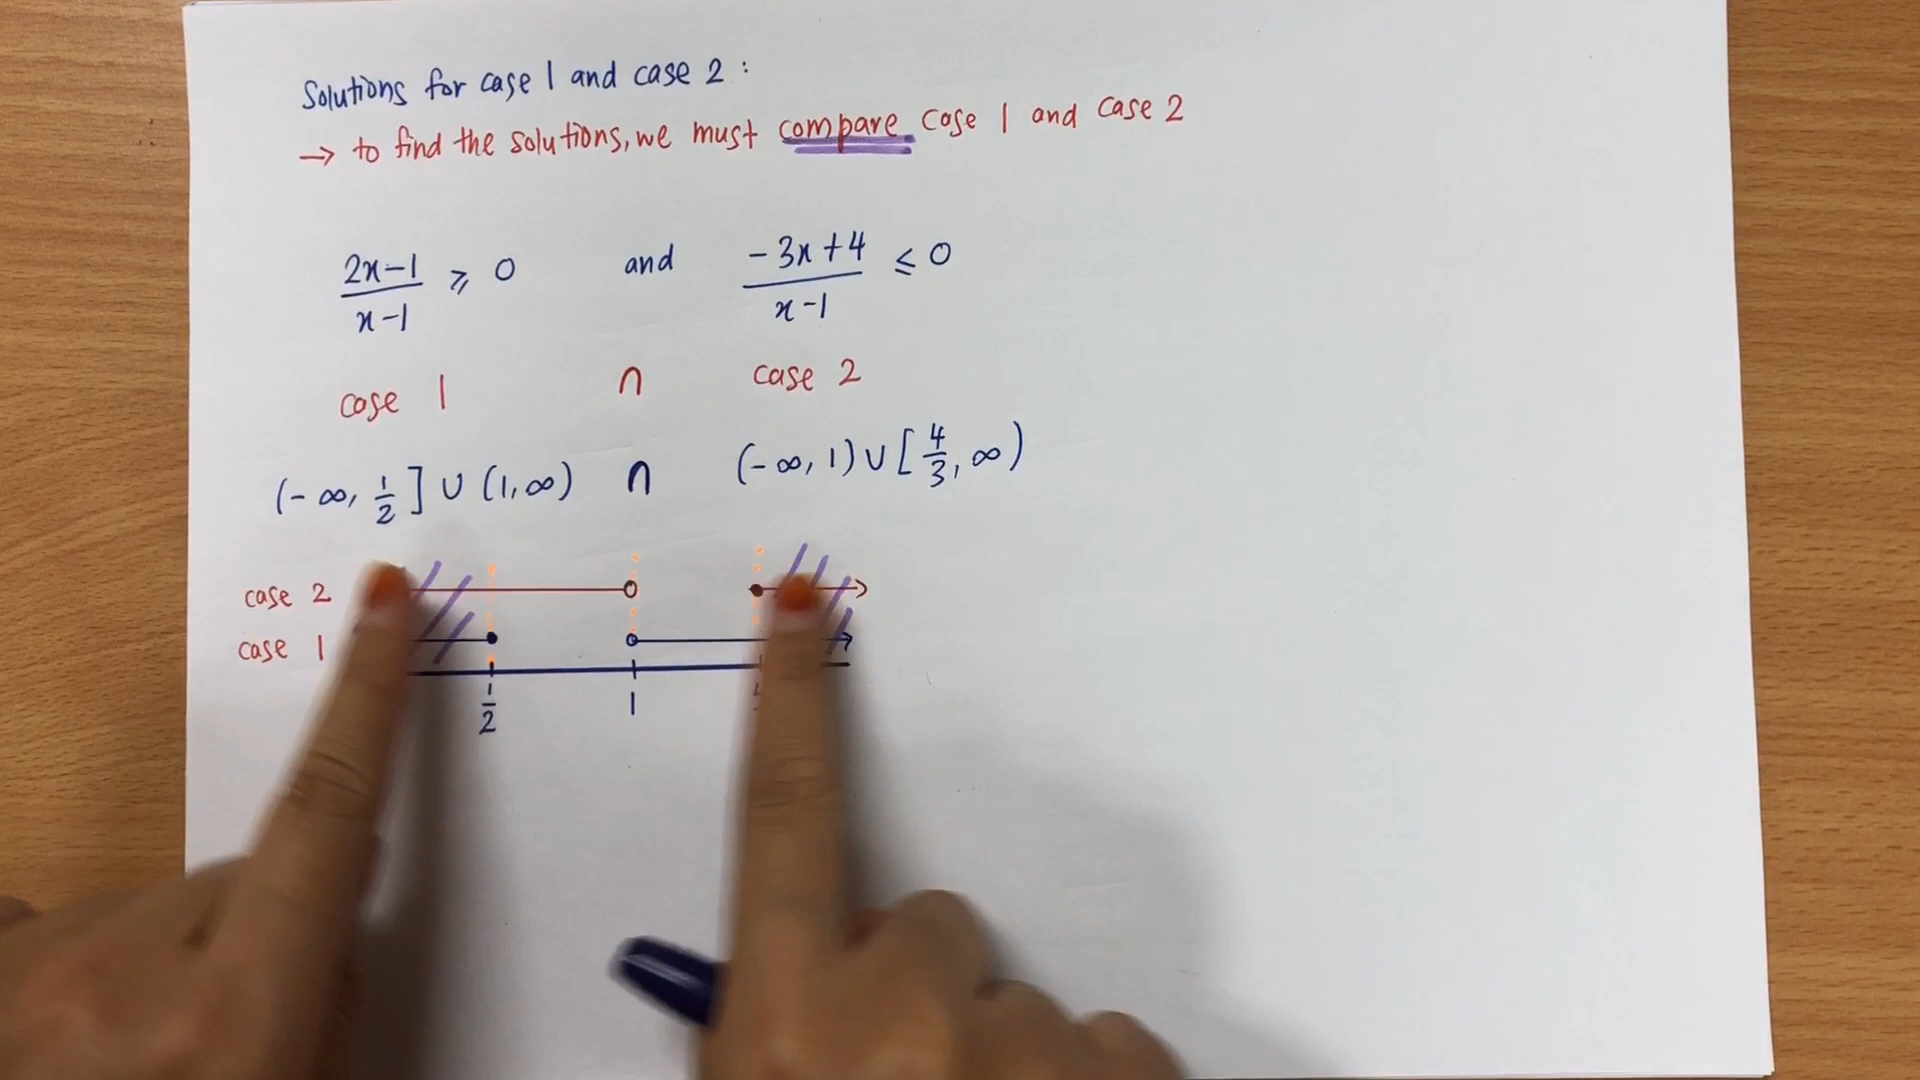 Solutions for case 1 and case 2 :
→ to find the solutions, we must compare case 1 and case 2
2x-1 / x-1 ⩾ 0 and -3x+4 / x-1 ≤ 0
case 1 ∩ case 2
(-∞, 1/2] ∪ (1, ∞) ∩ (-∞, 1) ∪ [4/3, ∞)
case 2
case 1
1/2 1